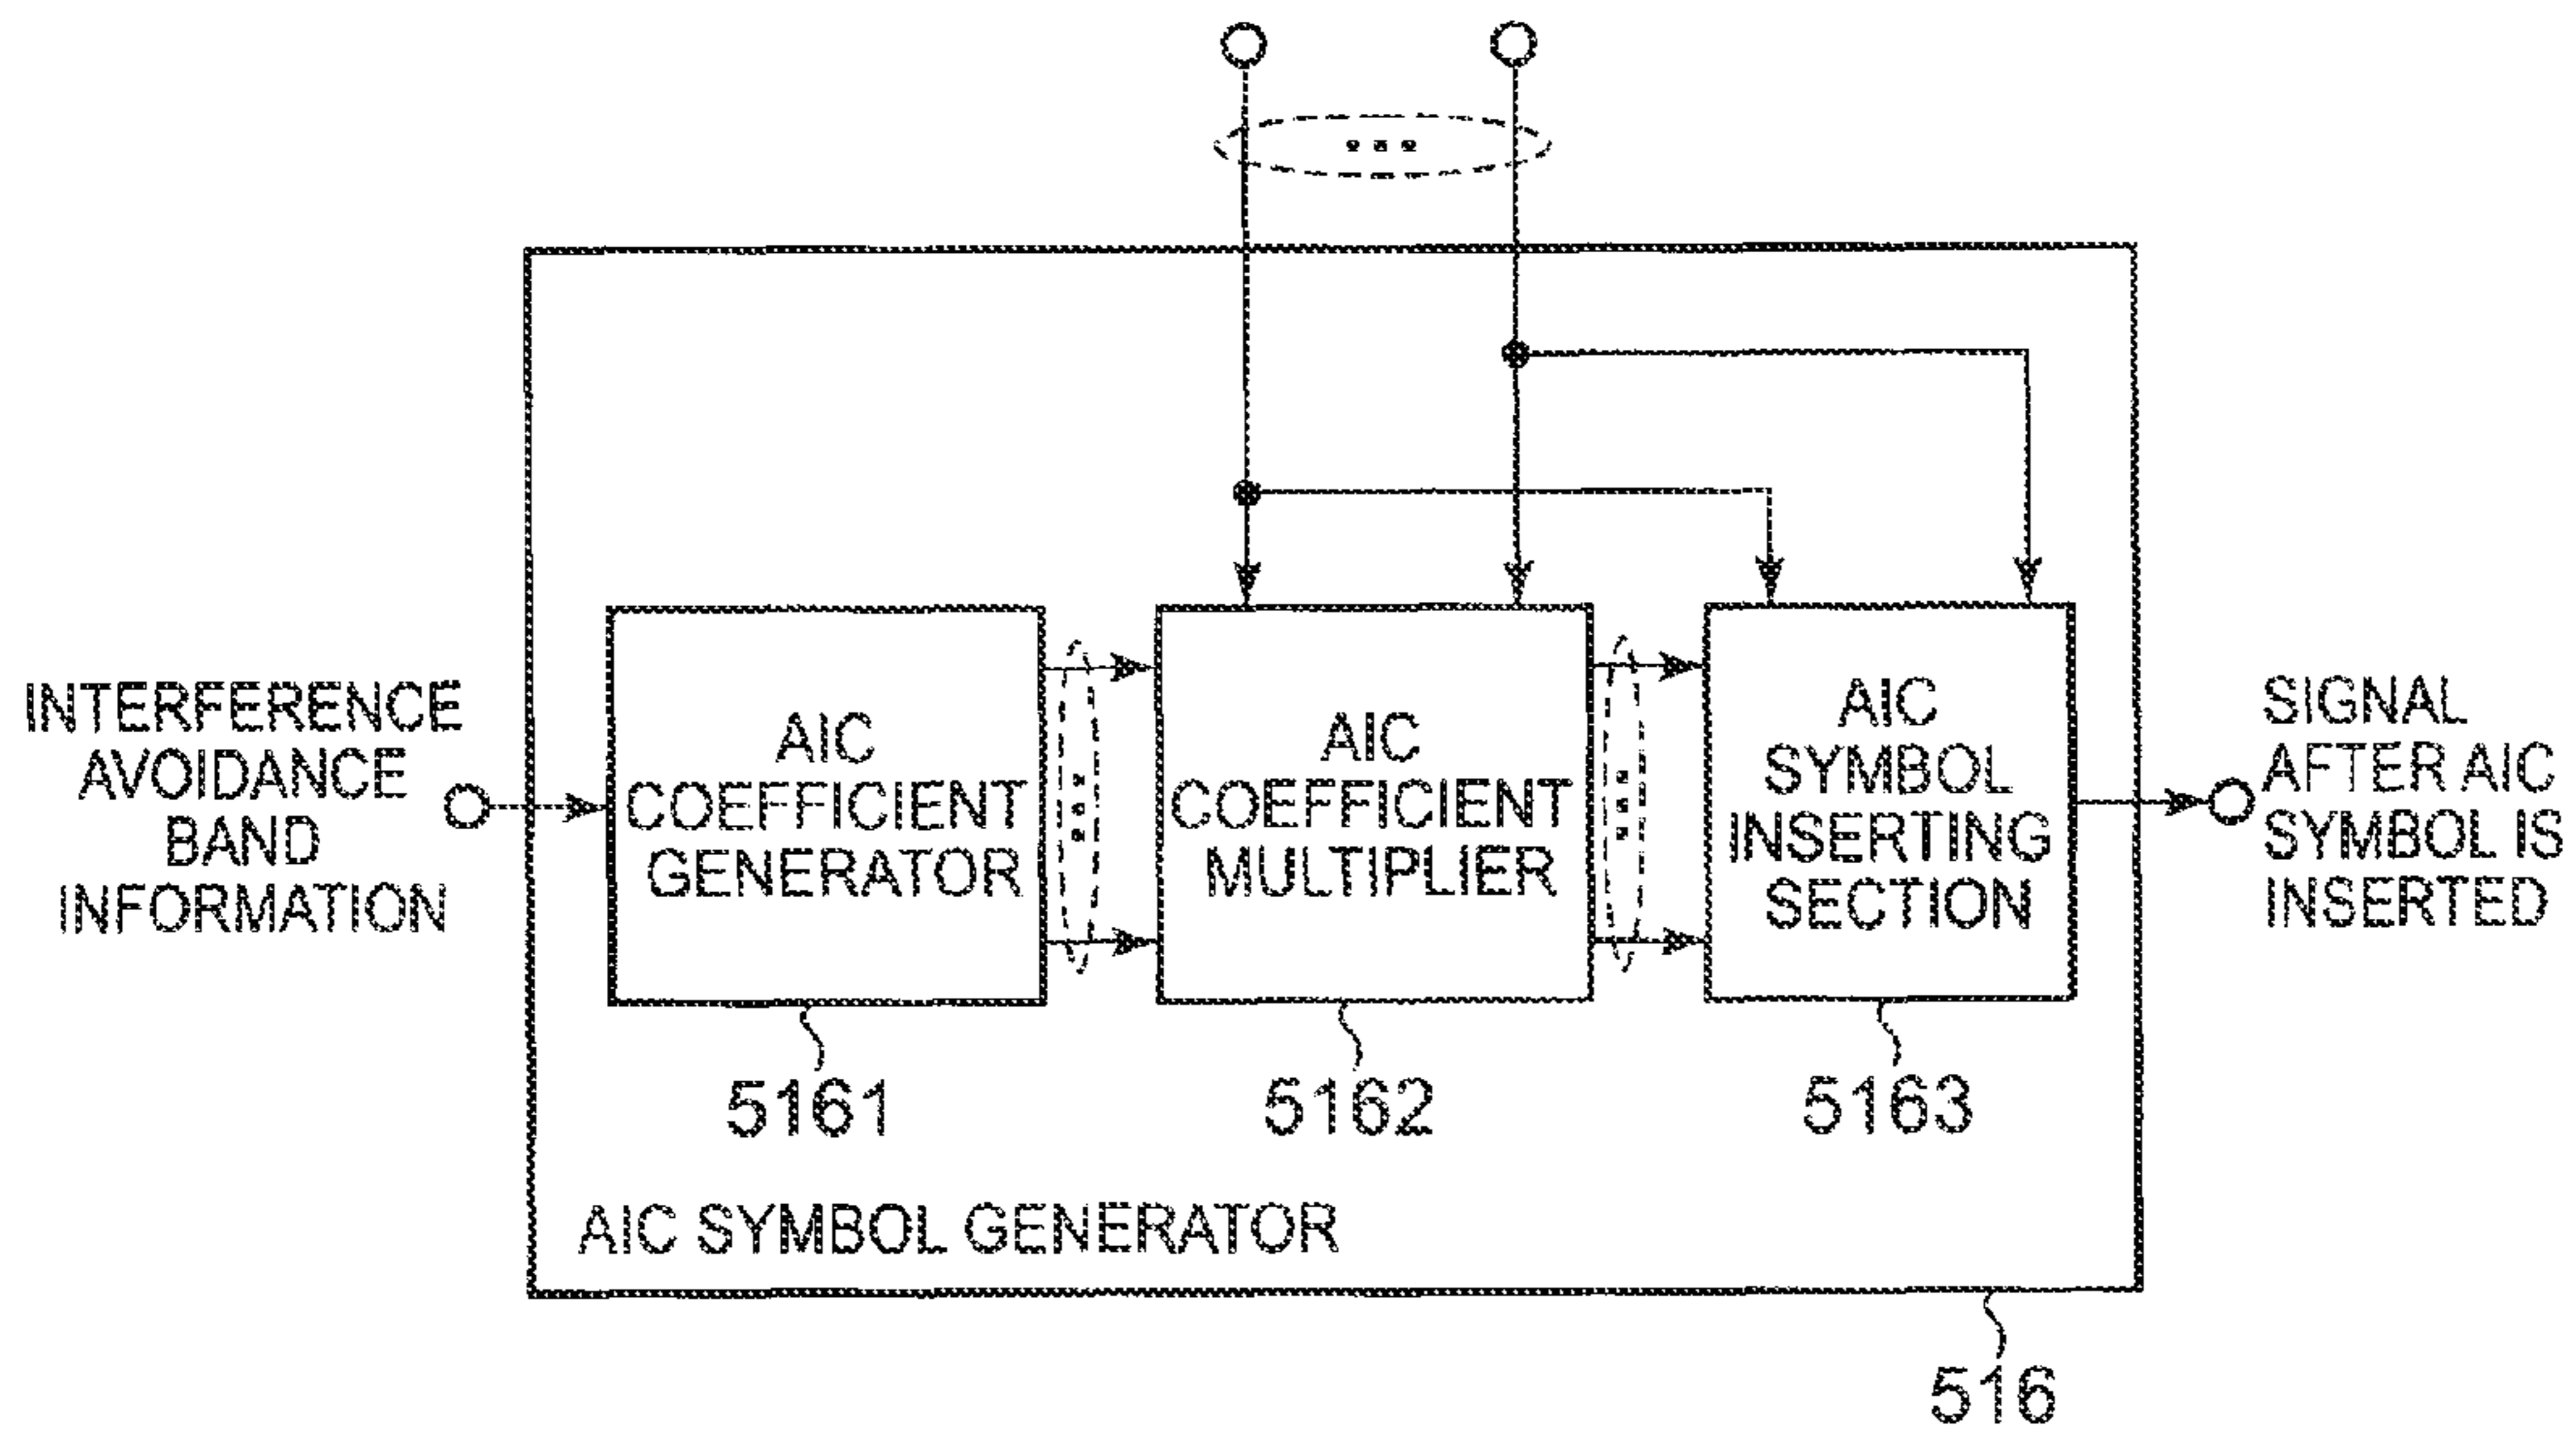 INTERFERENCE
AVOIDANCE
BAND
INFORMATION
AIC
COEFFICIENT
GENERATOR
AIC
COEFFICIENT
MULTIPLIER
AIC
SYMBOL
INSERTING
SECTION
SIGNAL
AFTER AIC
SYMBOL IS
INSERTED
5161
5162
5163
AIC SYMBOL GENERATOR
516